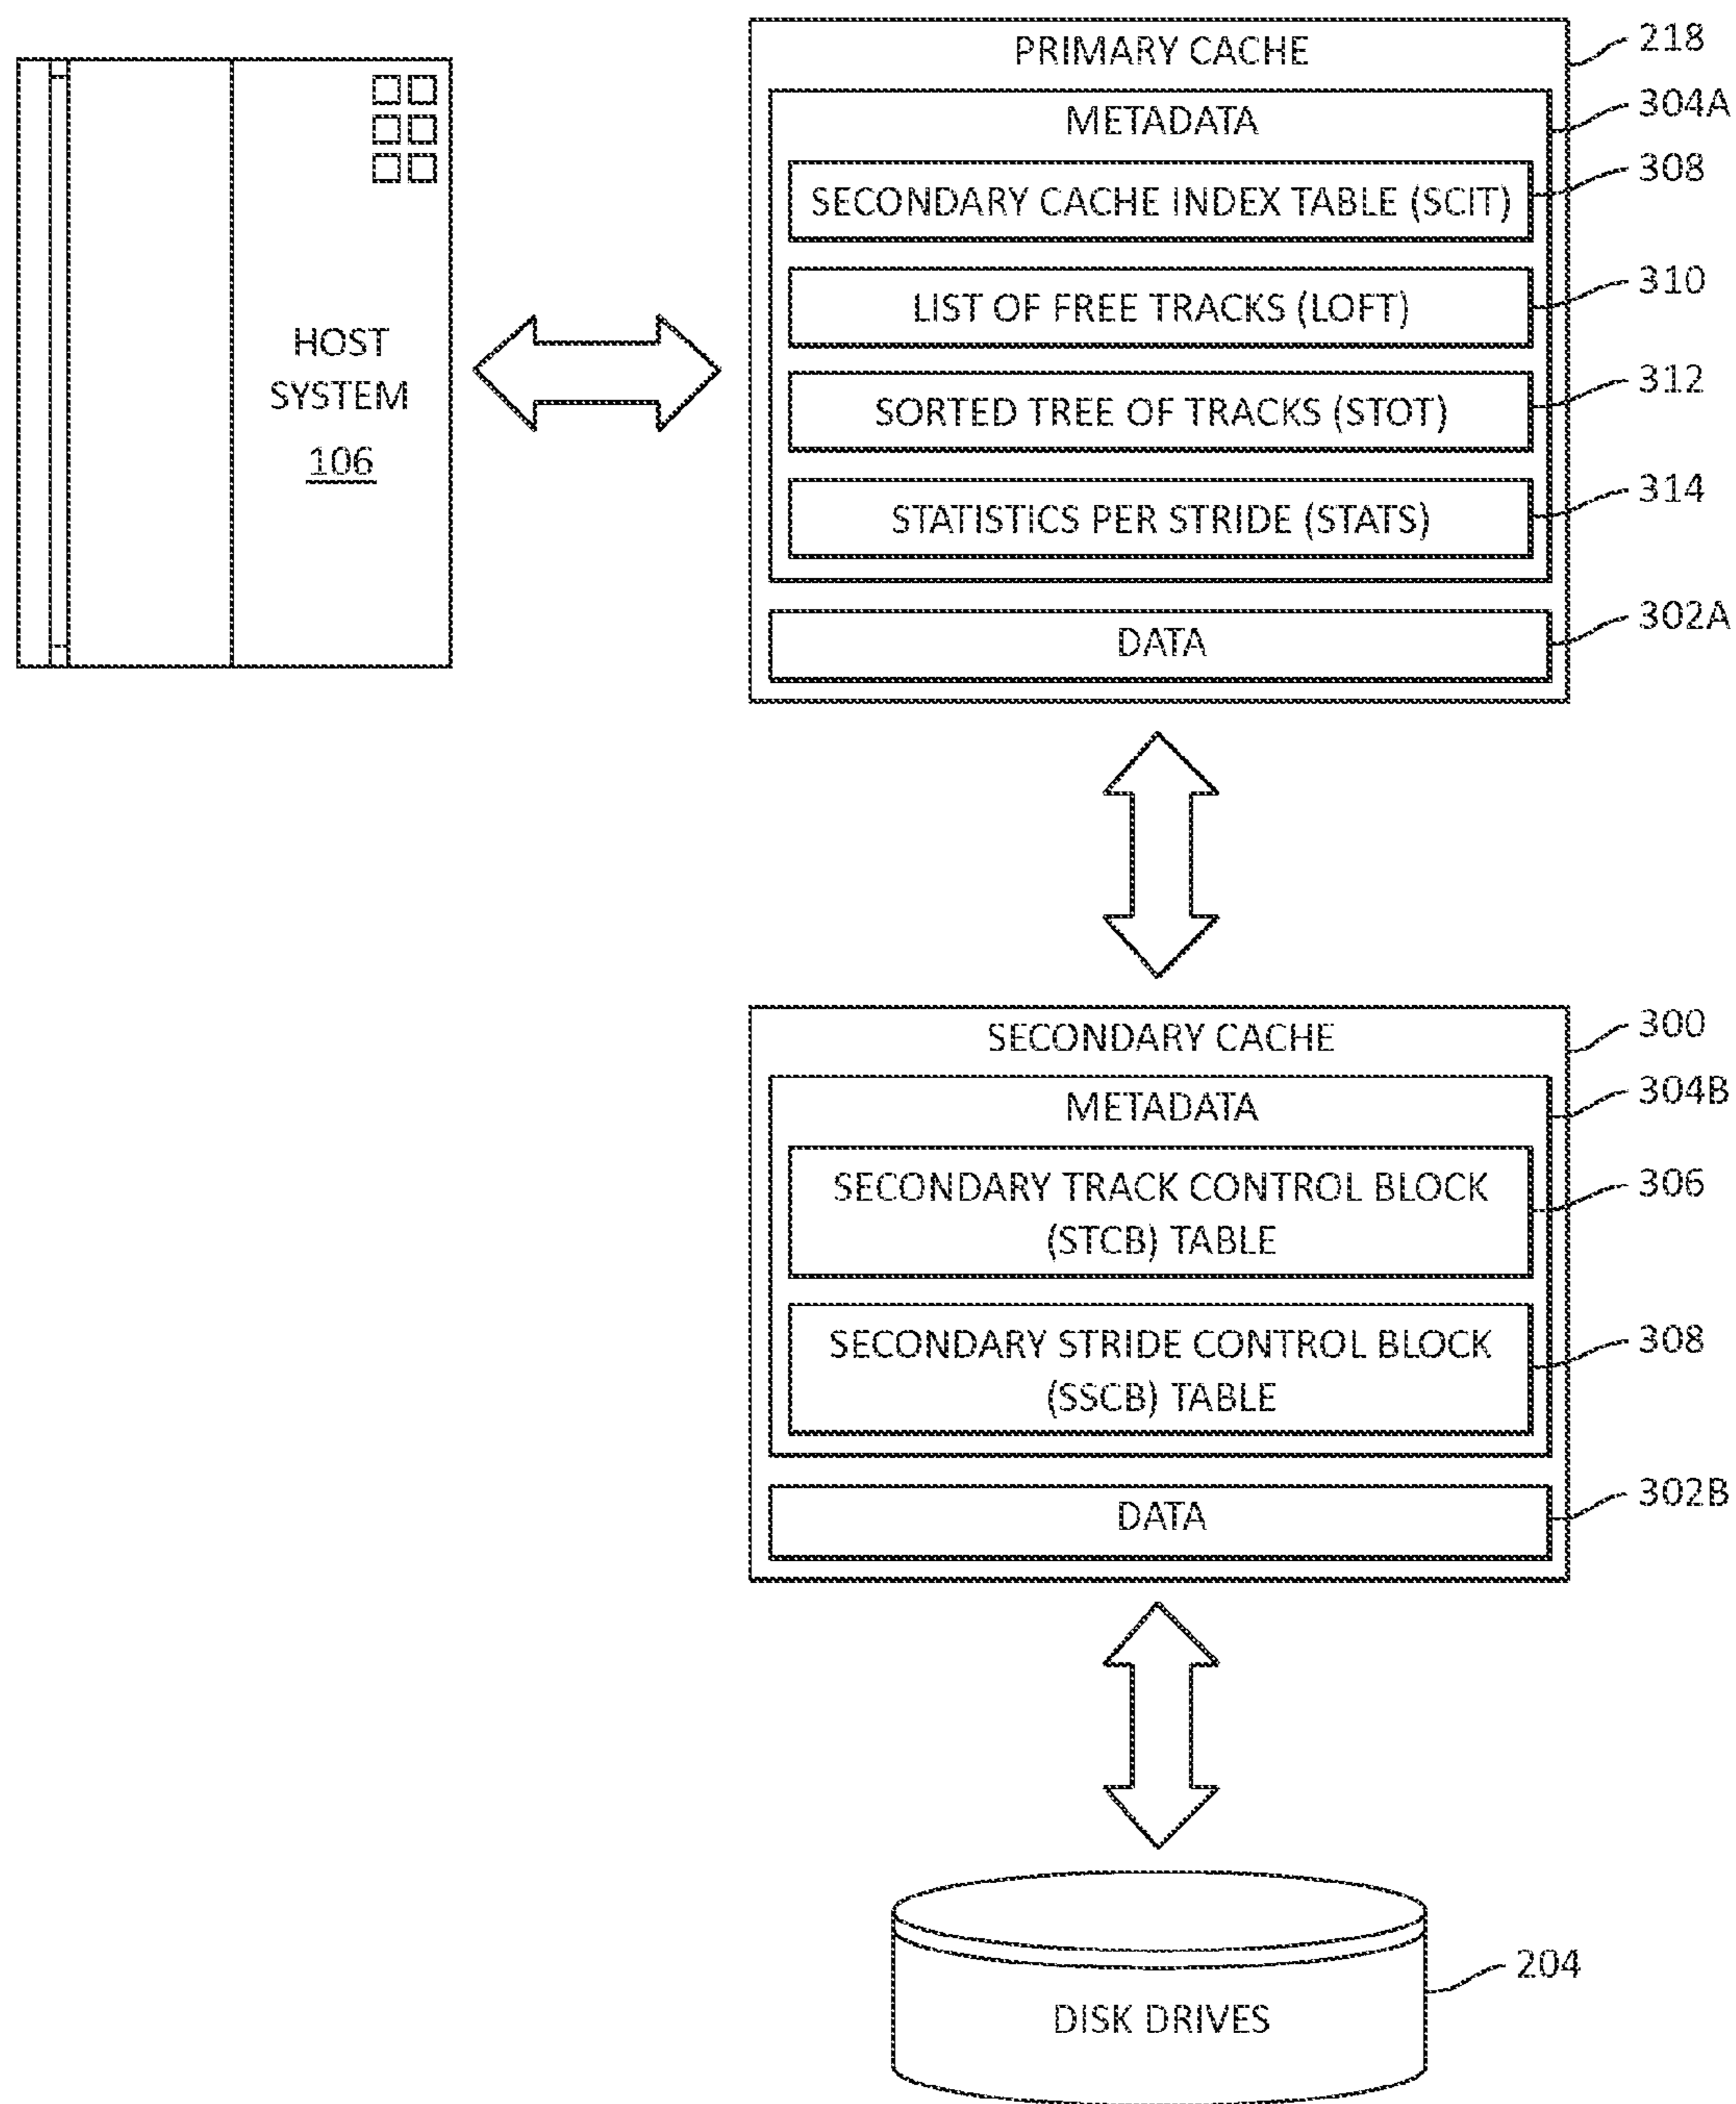 PRIMARY CACHE
218
METADATA
304A
SECONDARY CACHE INDEX TABLE (SCIT)
308
LIST OF FREE TRACKS (LOFT)
310
HOST
SYSTEM
106
SORTED TREE OF TRACKS (STOT)
312
STATISTICS PER STRIDE (STATS)
314
DATA
302A
SECONDARY CACHE
300
METADATA
304B
SECONDARY TRACK CONTROL BLOCK
(STCB) TABLE
306
SECONDARY STRIDE CONTROL BLOCK
(SSCB) TABLE
308
DATA
302B
DISK DRIVES
204